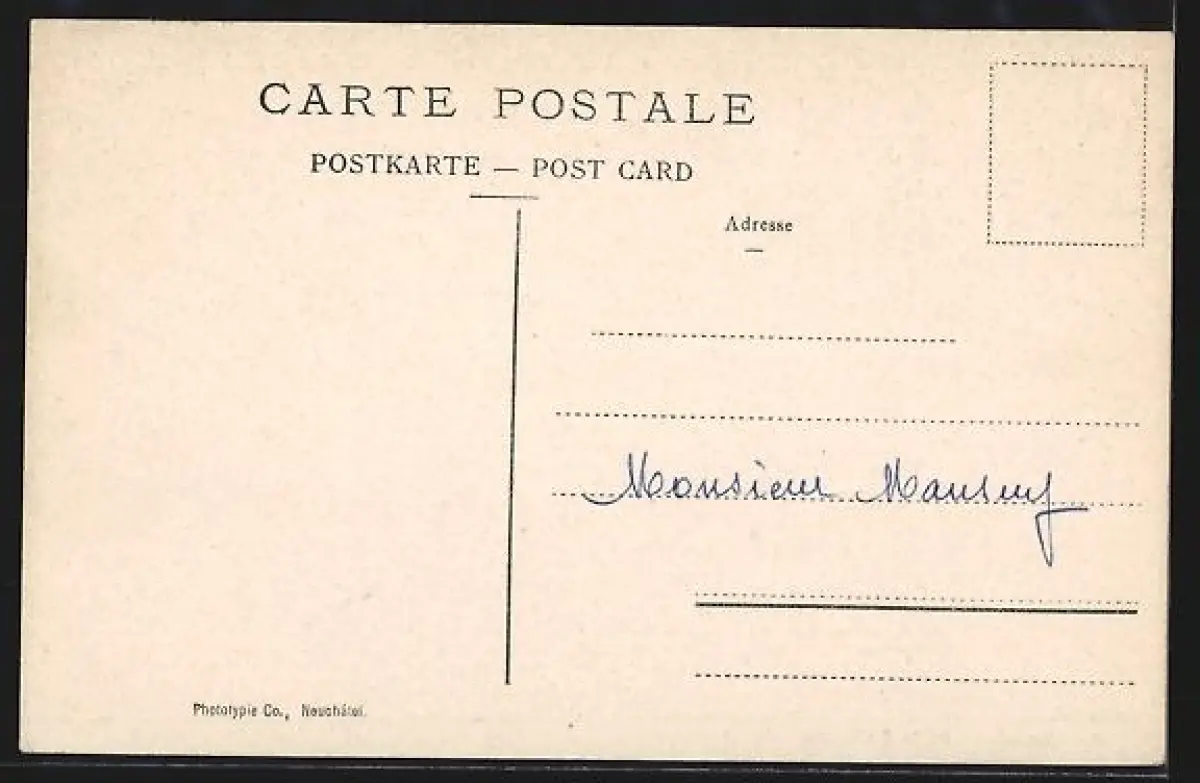 CARTE POSTALE
POSTKARTE — POST CARD
Adresse
Monsieur
Phototypie Co., Neuchâtel.